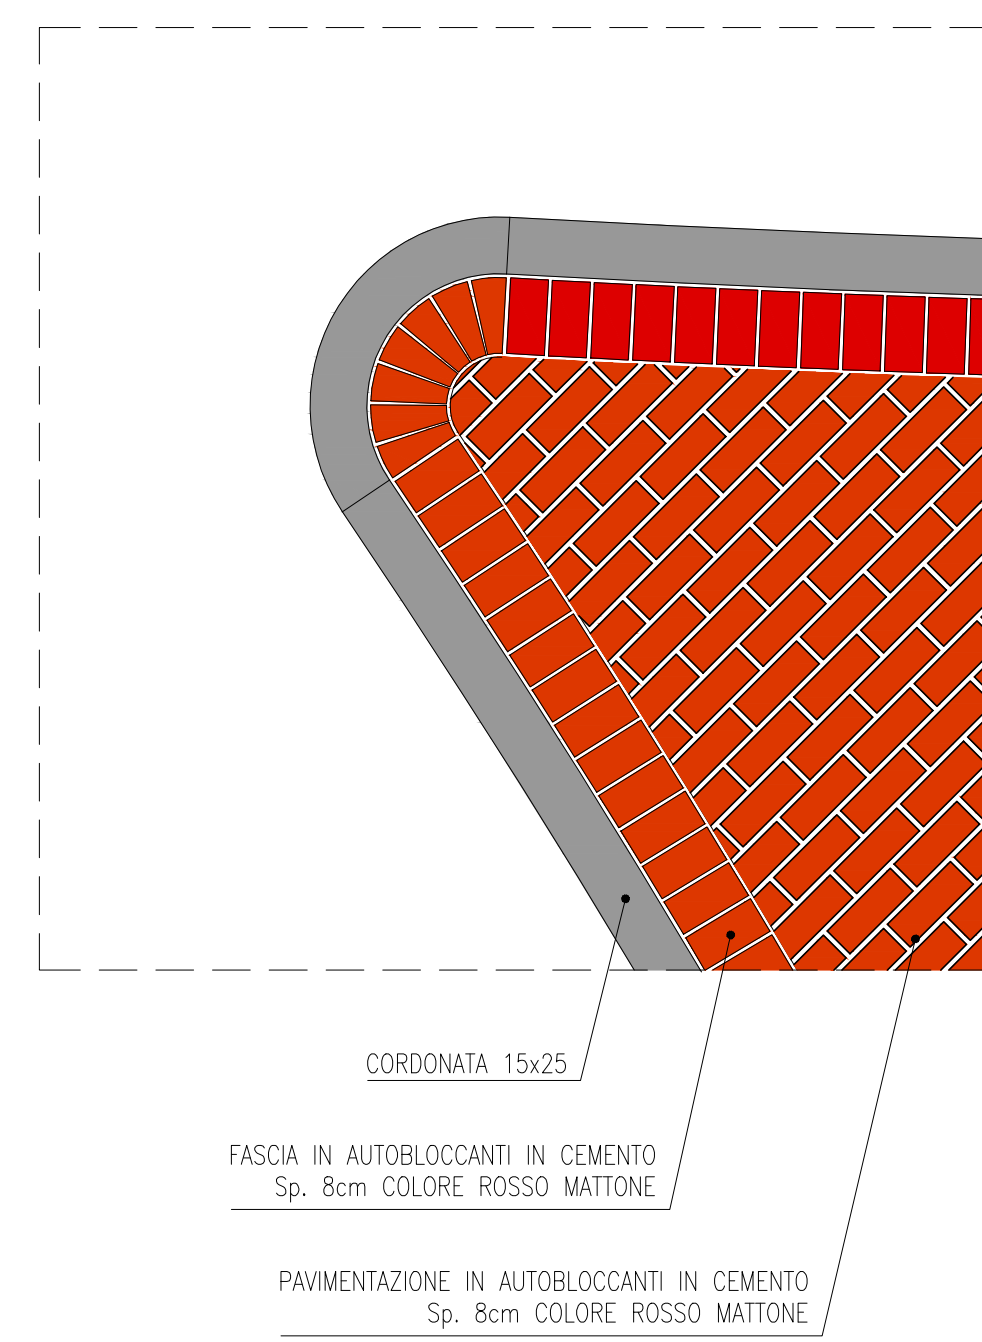 CORDONATA 15x25
FASCIA IN AUTOBLOCCANTI IN CEMENTO
Sp. 8cm COLORE ROSSO MATTONE
PAVIMENTAZIONE IN AUTOBLOCCANTI IN CEMENTO
Sp. 8cm COLORE ROSSO MATTONE